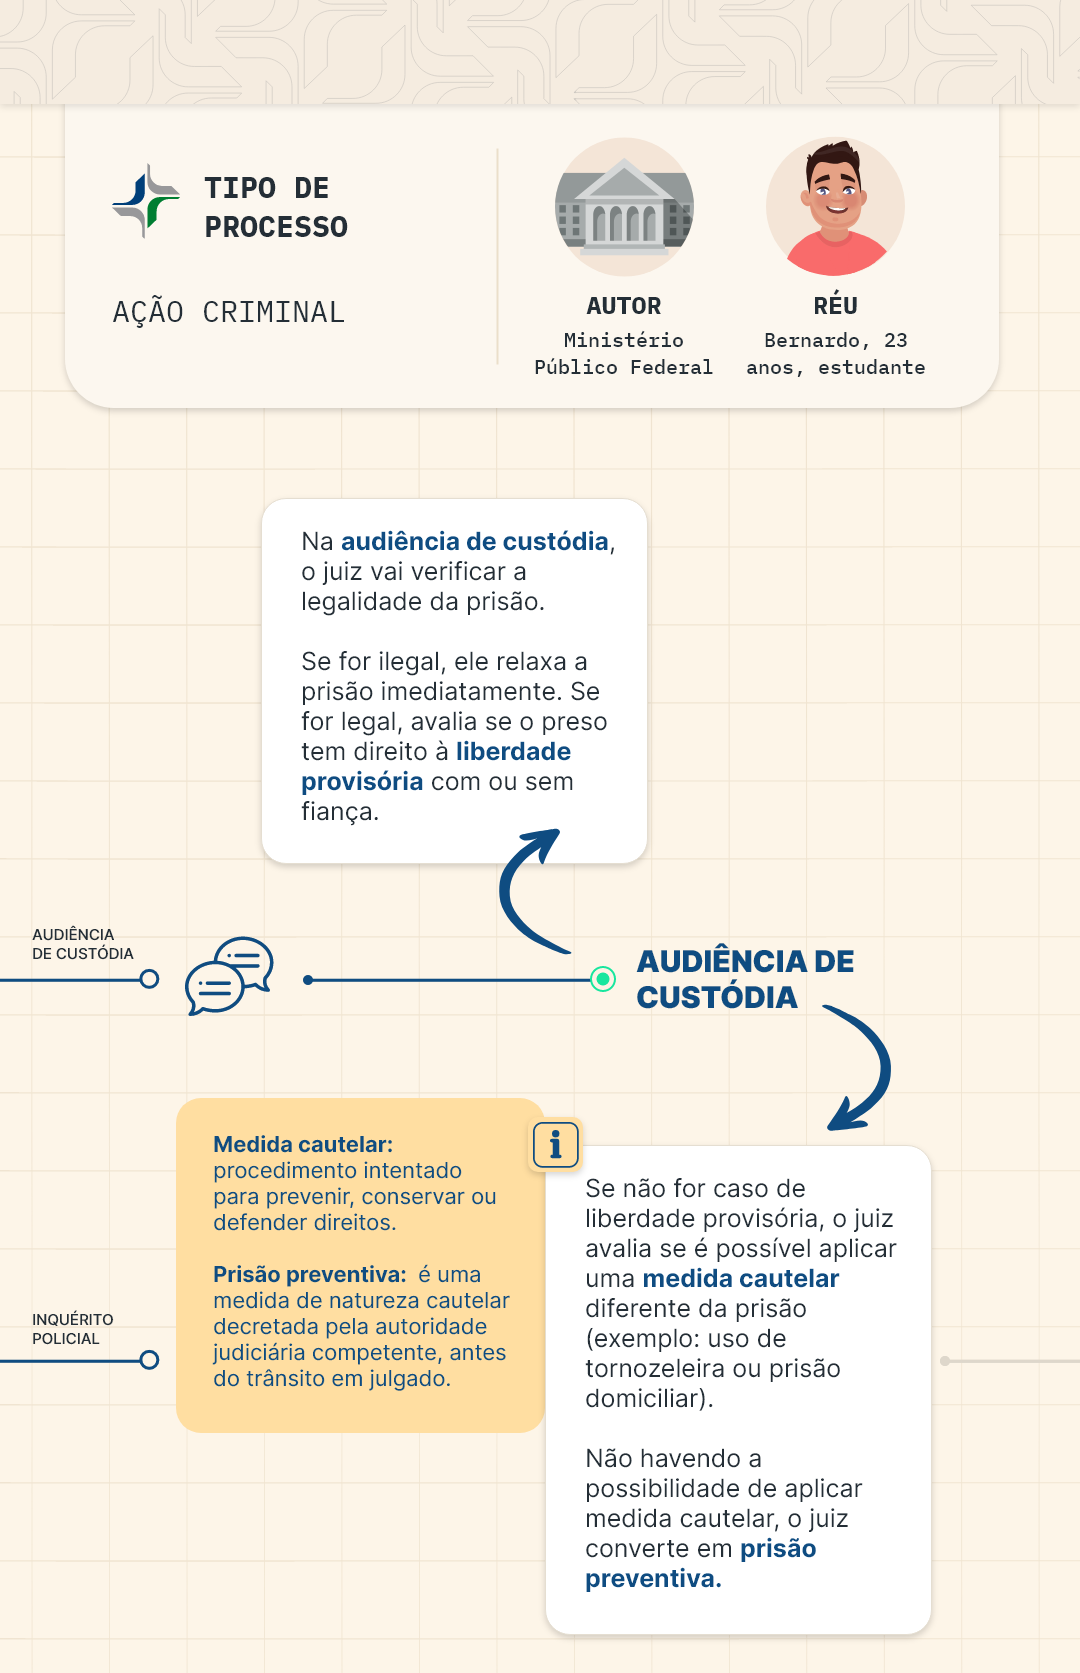 TIPO DE
PROCESSO
AÇÃO CRIMINAL
AUTOR
Ministério
Público Federal
RÉU
Bernardo, 23
anos, estudante
Na audiência de custódia,
o juiz vai verificar a
legalidade da prisão.
Se for ilegal, ele relaxa a
prisão imediatamente. Se
for legal, avalia se o preso
tem direito à liberdade
provisória com ou sem
fiança.
AUDIÊNCIA
DE CUSTÓDIA
AUDIÊNCIA DE
CUSTÓDIA
Medida cautelar:
procedimento intentado
para prevenir, conservar ou
defender direitos.
Prisão preventiva: é uma
medida de natureza cautelar
decretada pela autoridade
judiciária competente, antes
do trânsito em julgado.
i
Se não for caso de
liberdade provisória, o juiz
avalia se é possível aplicar
uma medida cautelar
diferente da prisão
(exemplo: uso de
tornozeleira ou prisão
domiciliar).
Não havendo a
possibilidade de aplicar
medida cautelar, o juiz
converte em prisão
preventiva.
INQUÉRITO
POLICIAL